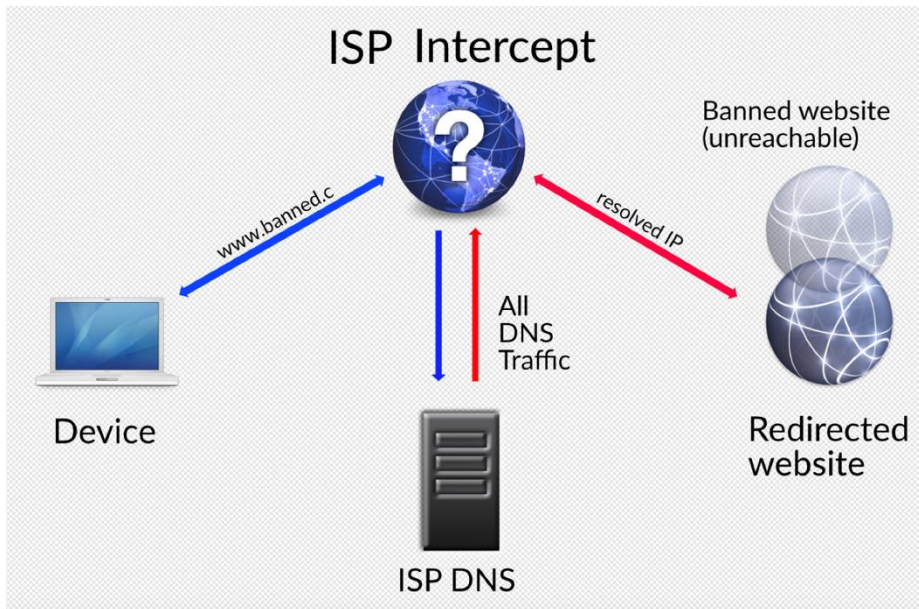 ISP Intercept
?
Banned website
(unreachable)
www.banned.c
resolved IP
All
DNS
Traffic
Device
Redirected
website
ISP DNS